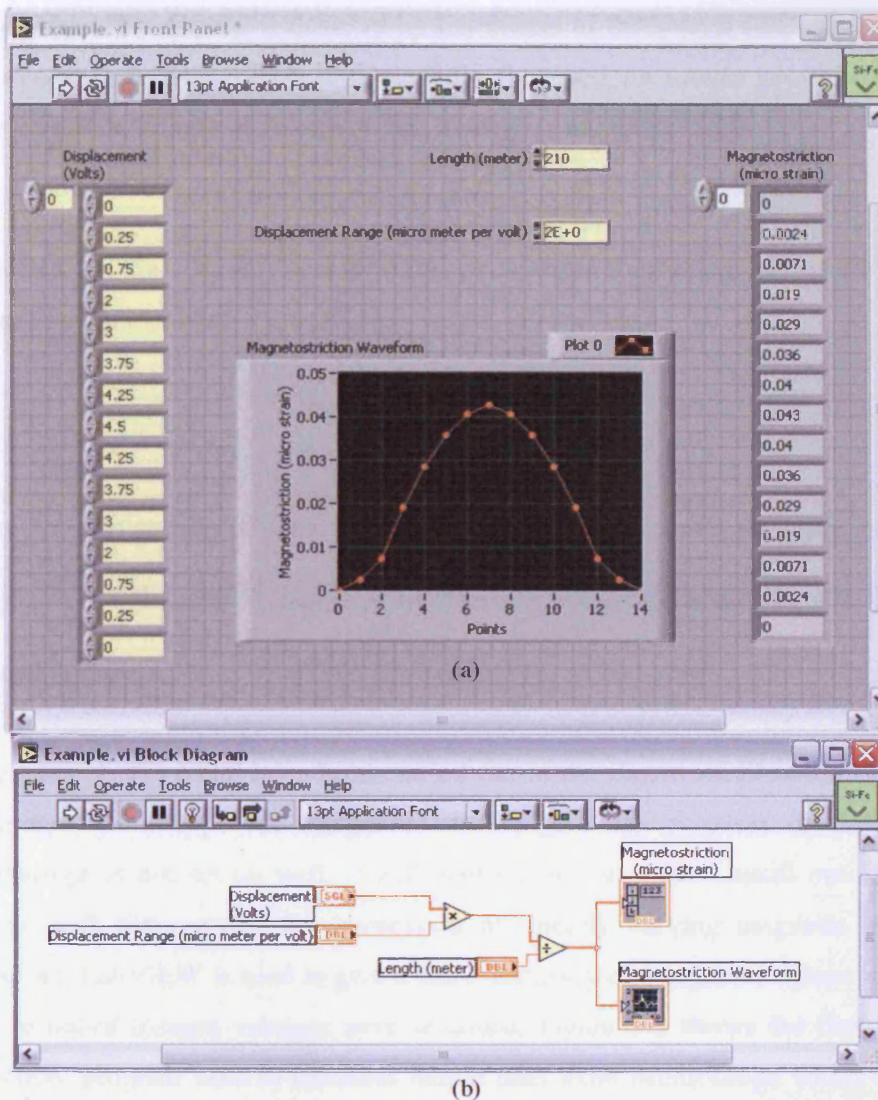 Example.vi Front Panel *
File Edit Operate Tools Browse Window Help
13pt Application Font
Si-Fe
Displacement
(Volts)
Length (meter) 210
Magnetostriction
(micro strain)
0
0
0.25
0.75
2
3
3.75
4.25
4.5
4.25
3.75
3
2
0.75
0.25
0
Displacement Range (micro meter per volt) 2E+0
0
0
0.0024
0.0071
0.019
0.029
0.036
0.04
0.043
0.04
0.036
0.029
0.019
0.0071
0.0024
0
Magnetostriction Waveform
Plot 0
Magnetostriction (micro strain)
0.05
0.04
0.03
0.02
0.01
0
0 2 4 6 8 10 12 14
Points
(a)
Example.vi Block Diagram
File Edit Operate Tools Browse Window Help
13pt Application Font
Si-Fe
Magnetostriction
(micro strain)
Displacement
(Volts)
SGL
Displacement Range (micro meter per volt)
DBL
Length (meter)
DBL
123
DBL
Magnetostriction Waveform
DBL
(b)